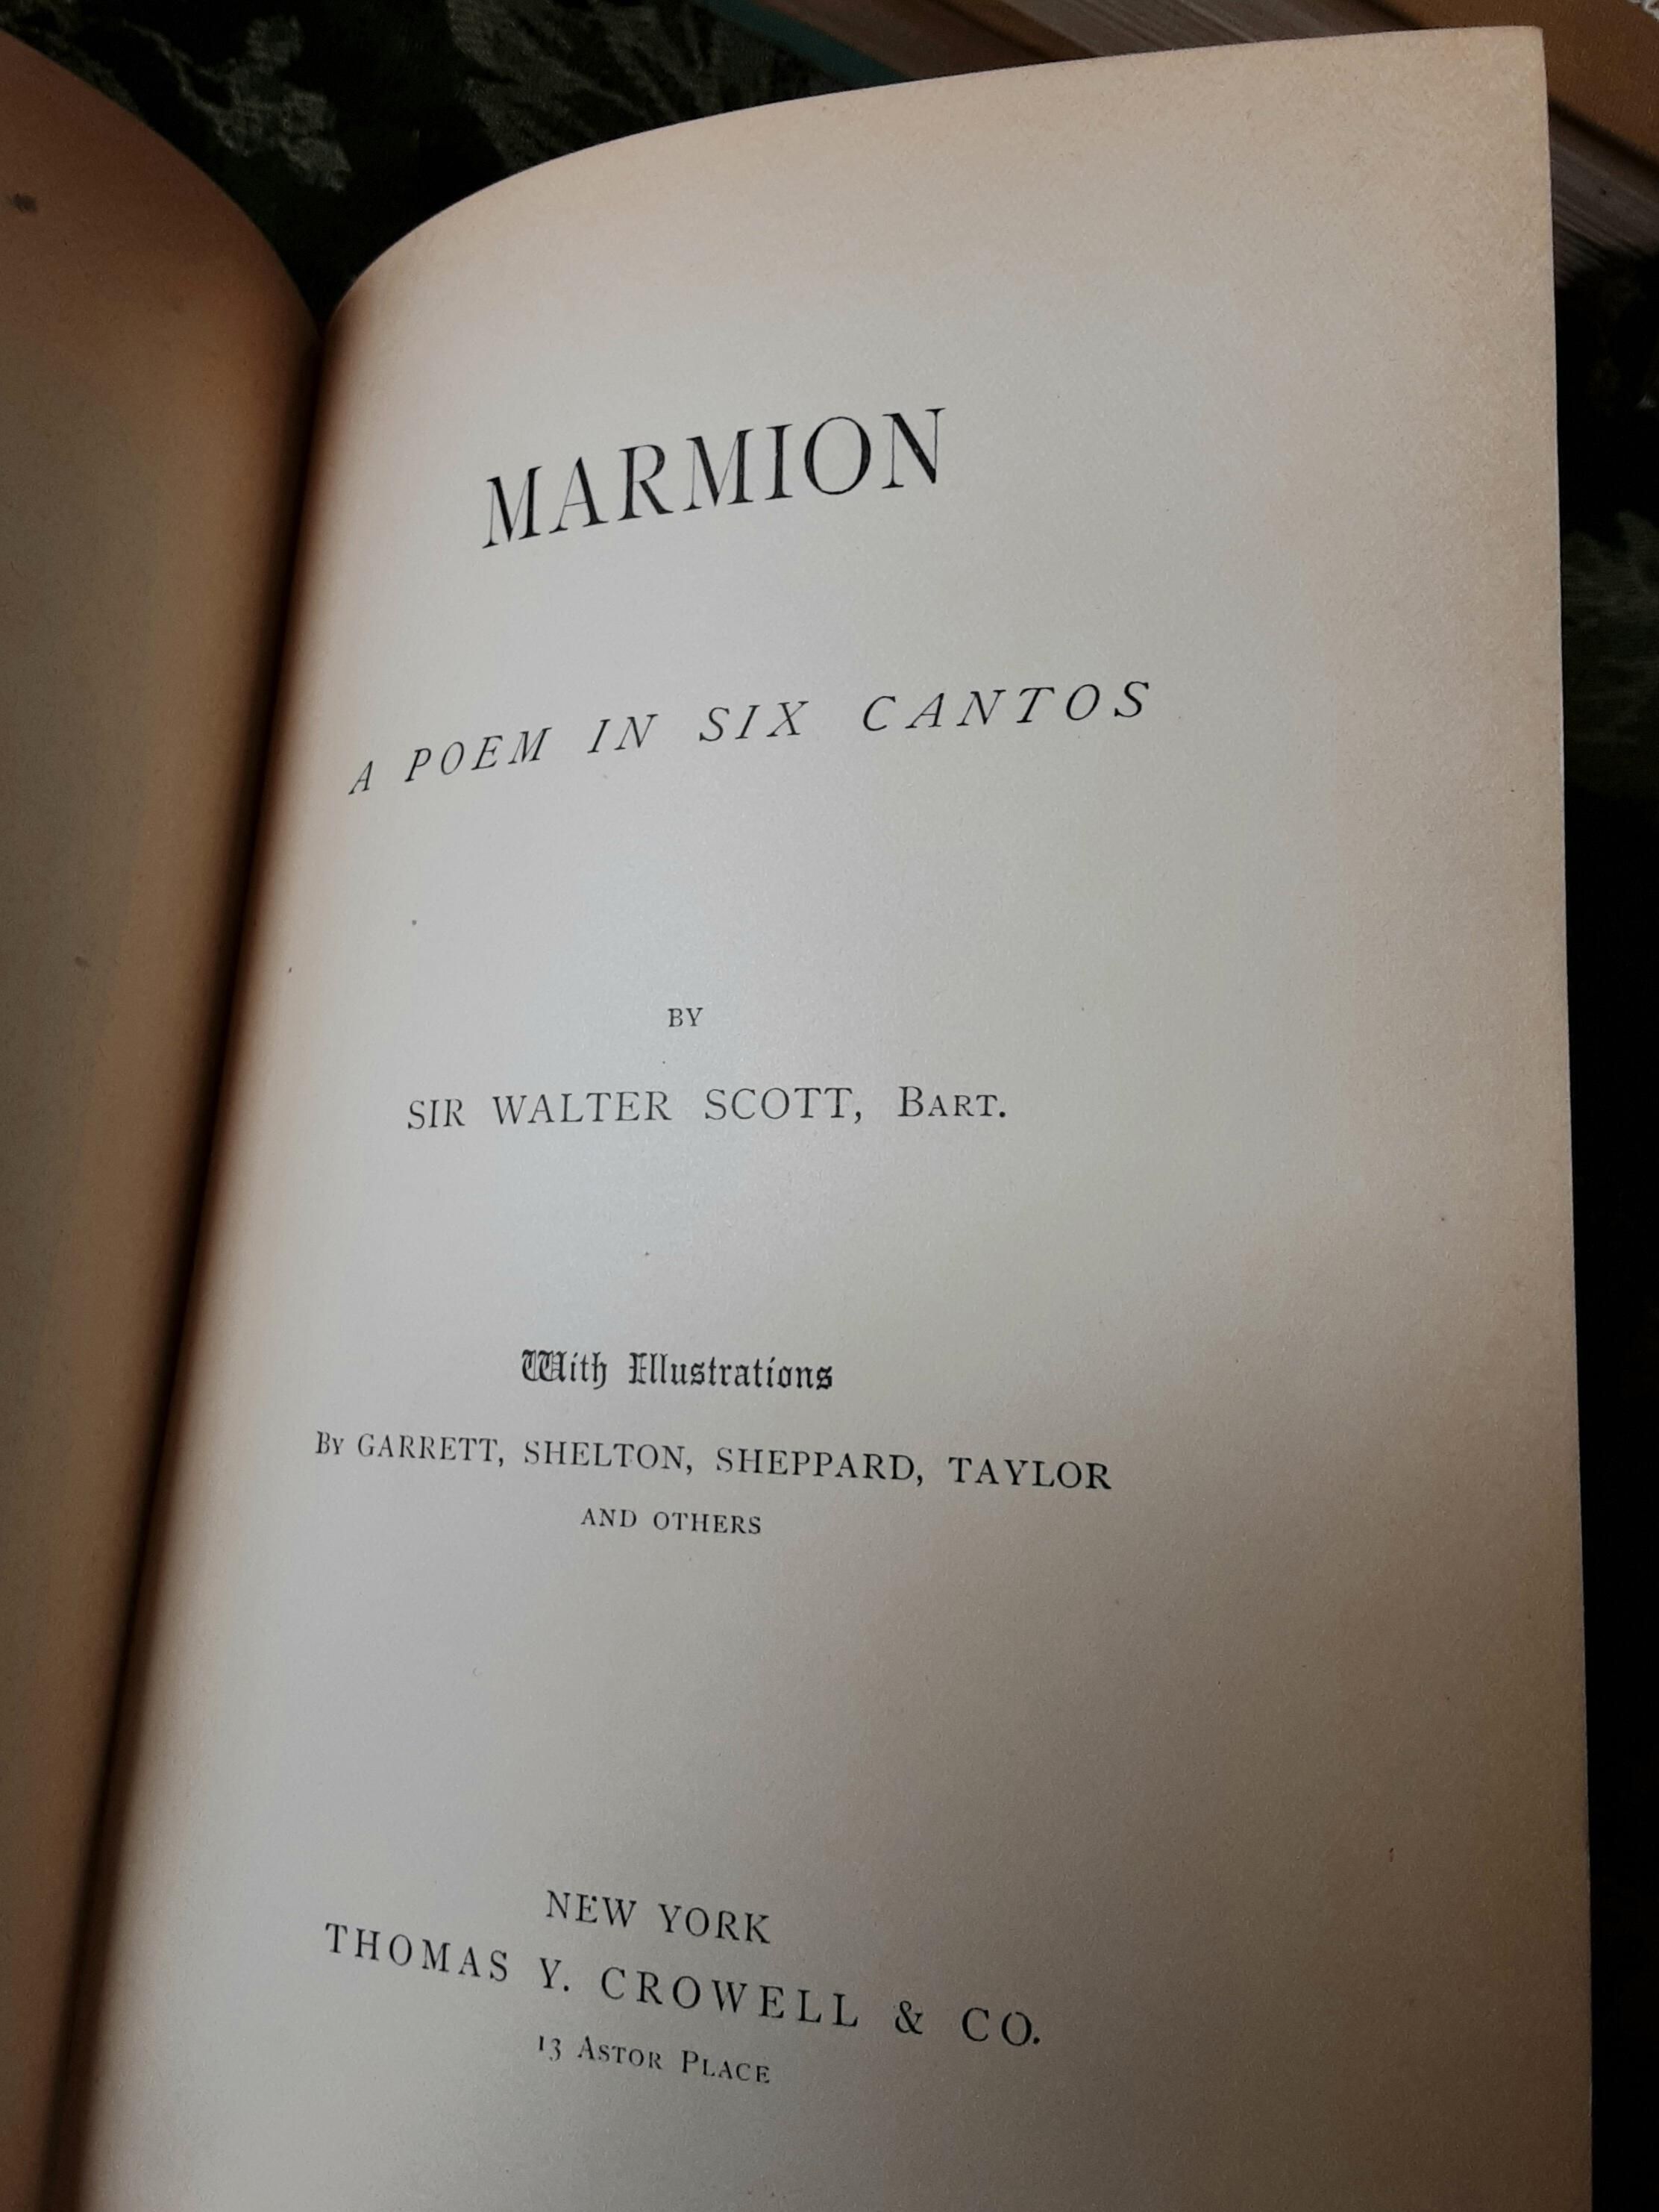 MARMION
A POEM IN SIX CANTOS
BY
SIR WALTER SCOTT, BART.
With Illustrations
By GARRETT, SHELTON, SHEPPARD, TAYLOR
AND OTHERS
NEW YORK
THOMAS Y. CROWELL & CO.
13 ASTOR PLACE